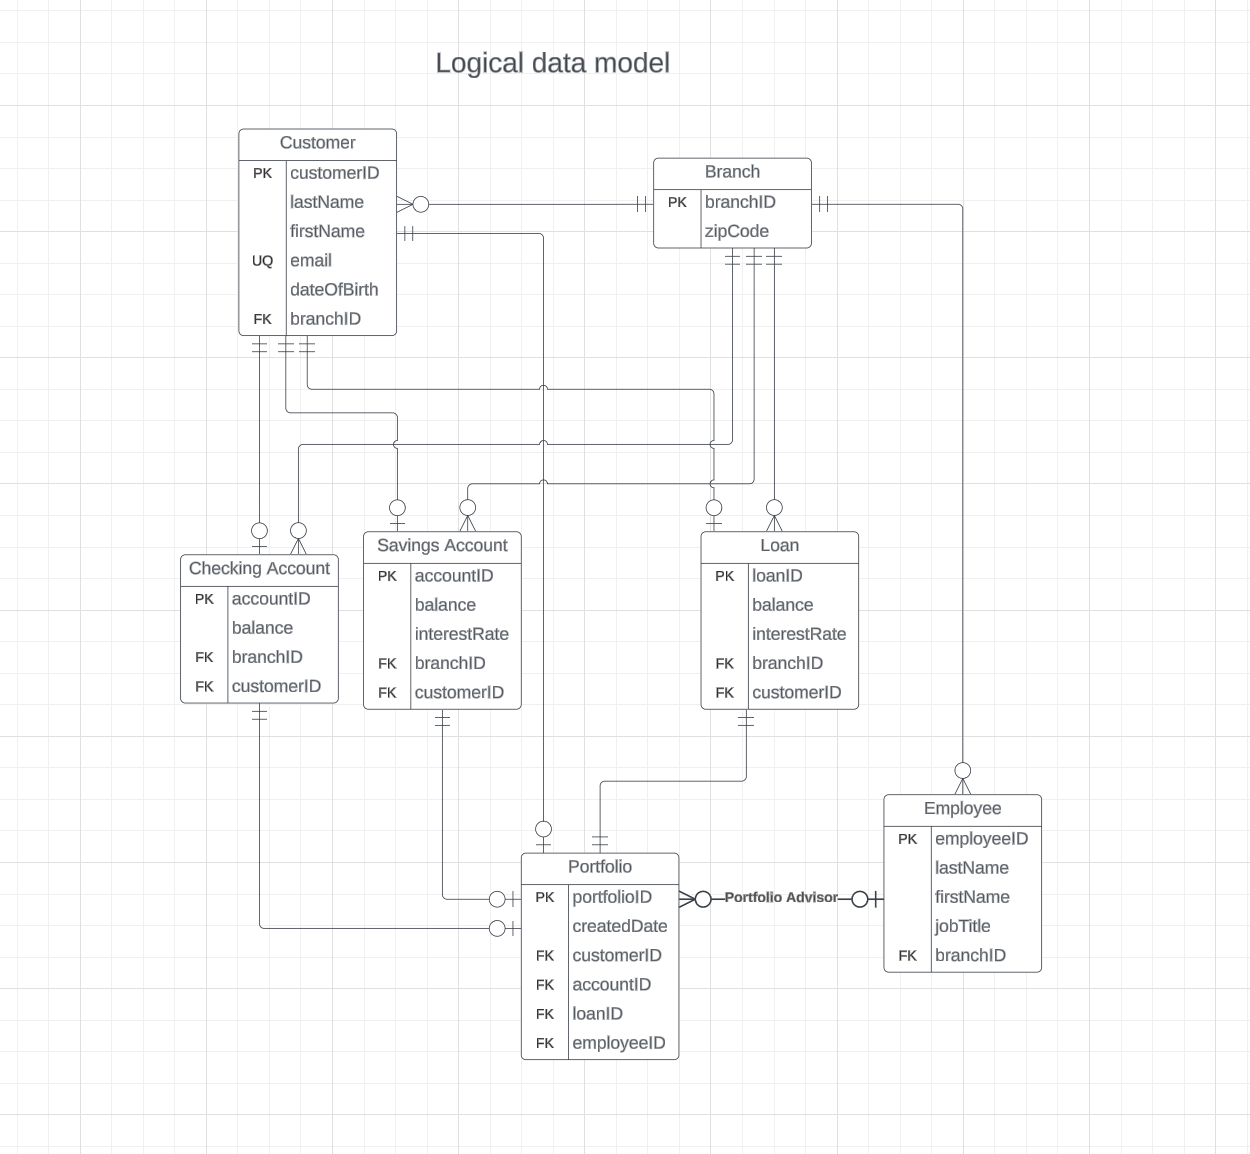 Logical data model
Customer
PK customerID
lastName
firstName
UQ email
dateOfBirth
FK branchID
Branch
PK branchID
zipCode
Checking Account
PK accountID
balance
FK branchID
FK customerID
Savings Account
PK accountID
balance
interestRate
FK branchID
FK customerID
Loan
PK loanID
balance
interestRate
FK branchID
FK customerID
Portfolio
PK portfolioID
createdDate
FK customerID
FK accountID
FK loanID
FK employeeID
Portfolio Advisor
Employee
PK employeeID
lastName
firstName
jobTitle
FK branchID